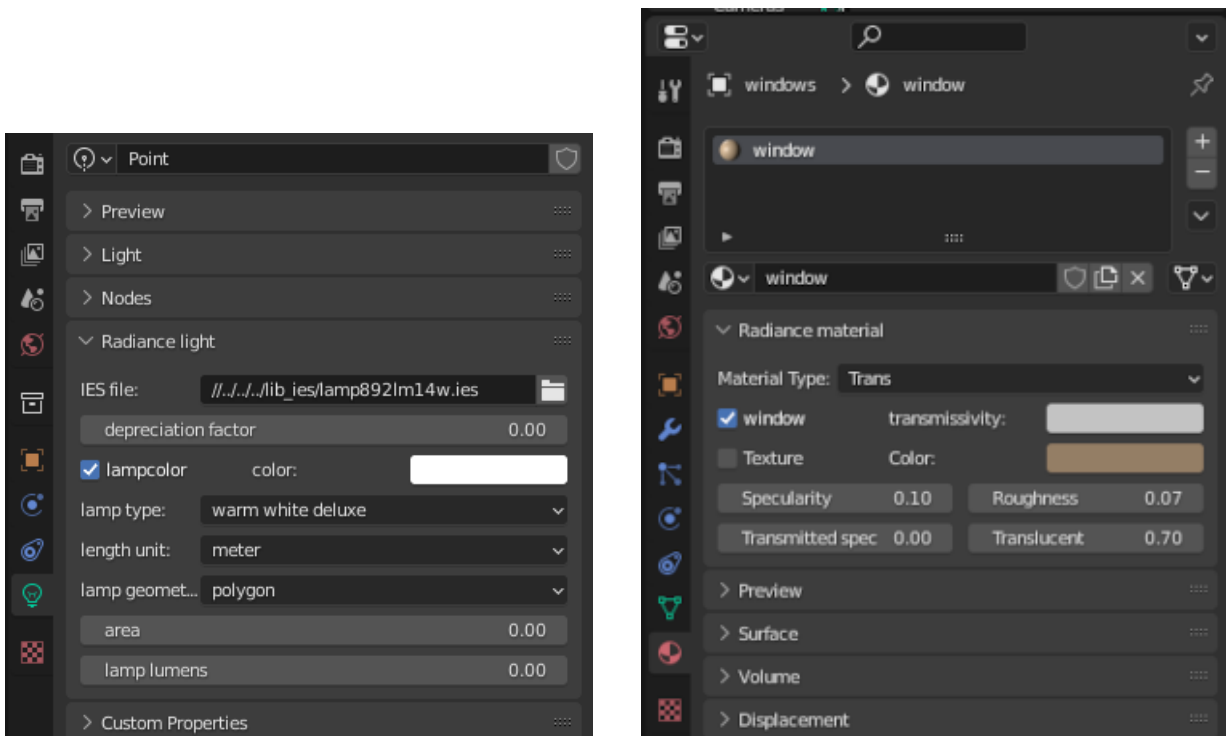 Point
Preview
Light
Nodes
Radiance light
IES file: //../../../lib_ies/lamp892lm14w.ies
depreciation factor 0.00
lampcolor color:
lamp type: warm white deluxe
length unit: meter
lamp geomet... polygon
area 0.00
lamp lumens 0.00
Custom Properties
Cameras
windows > window
window
window
Radiance material
Material Type: Trans
window transmissivity:
Texture Color:
Specularity 0.10 Roughness 0.07
Transmitted spec 0.00 Translucent 0.70
Preview
Surface
Volume
Displacement